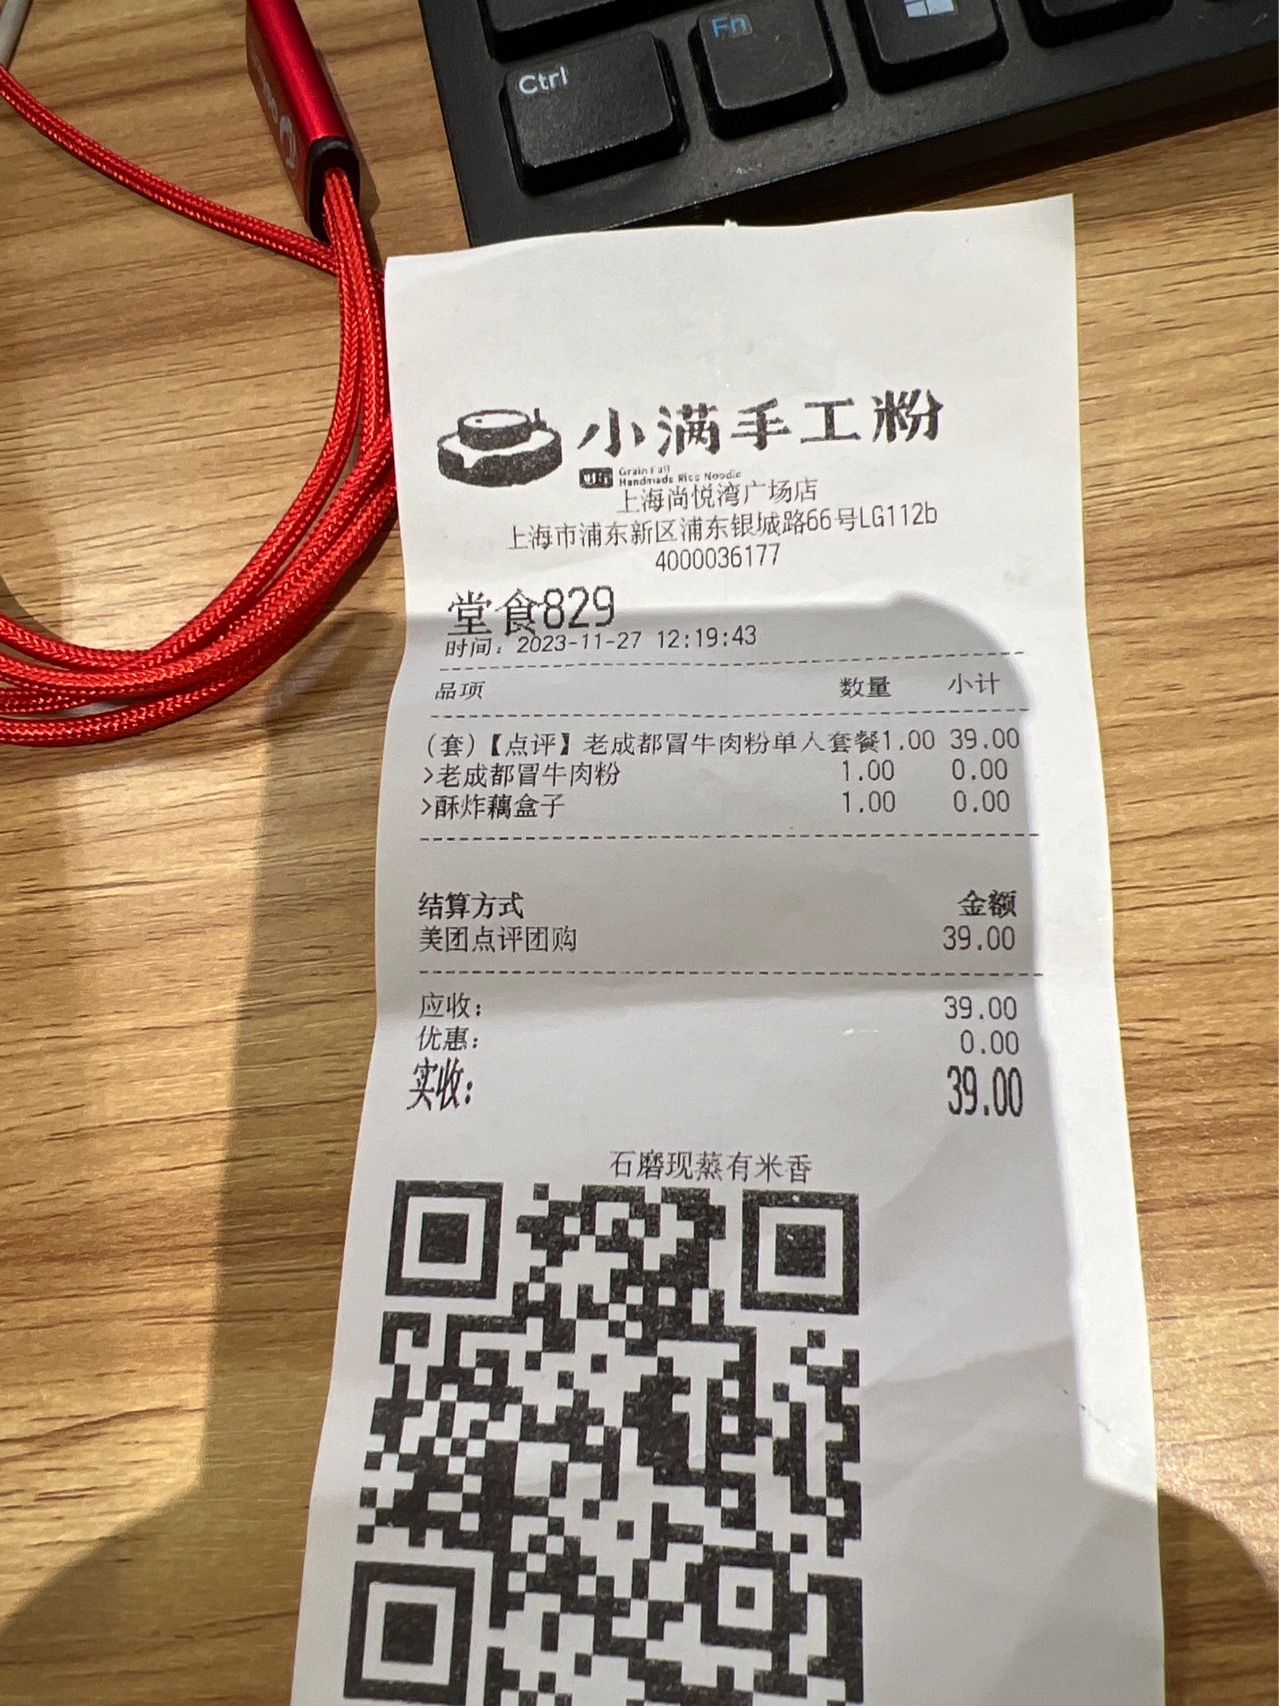 Fn
Ctrl
小满手工粉
Grain Full
Handmade Rice Noodle
上海尚悦湾广场店
上海市浦东新区浦东银城路66号LG112b
4000036177
堂食829
时间：2023-11-27 12:19:43
品项 数量 小计
（套）【点评】老成都冒牛肉粉单人套餐1.00 39.00
>老成都冒牛肉粉 1.00 0.00
>酥炸藕盒子 1.00 0.00
结算方式 金额
美团点评团购 39.00
应收： 39.00
优惠： 0.00
实收： 39.00
石磨现蒸有米香